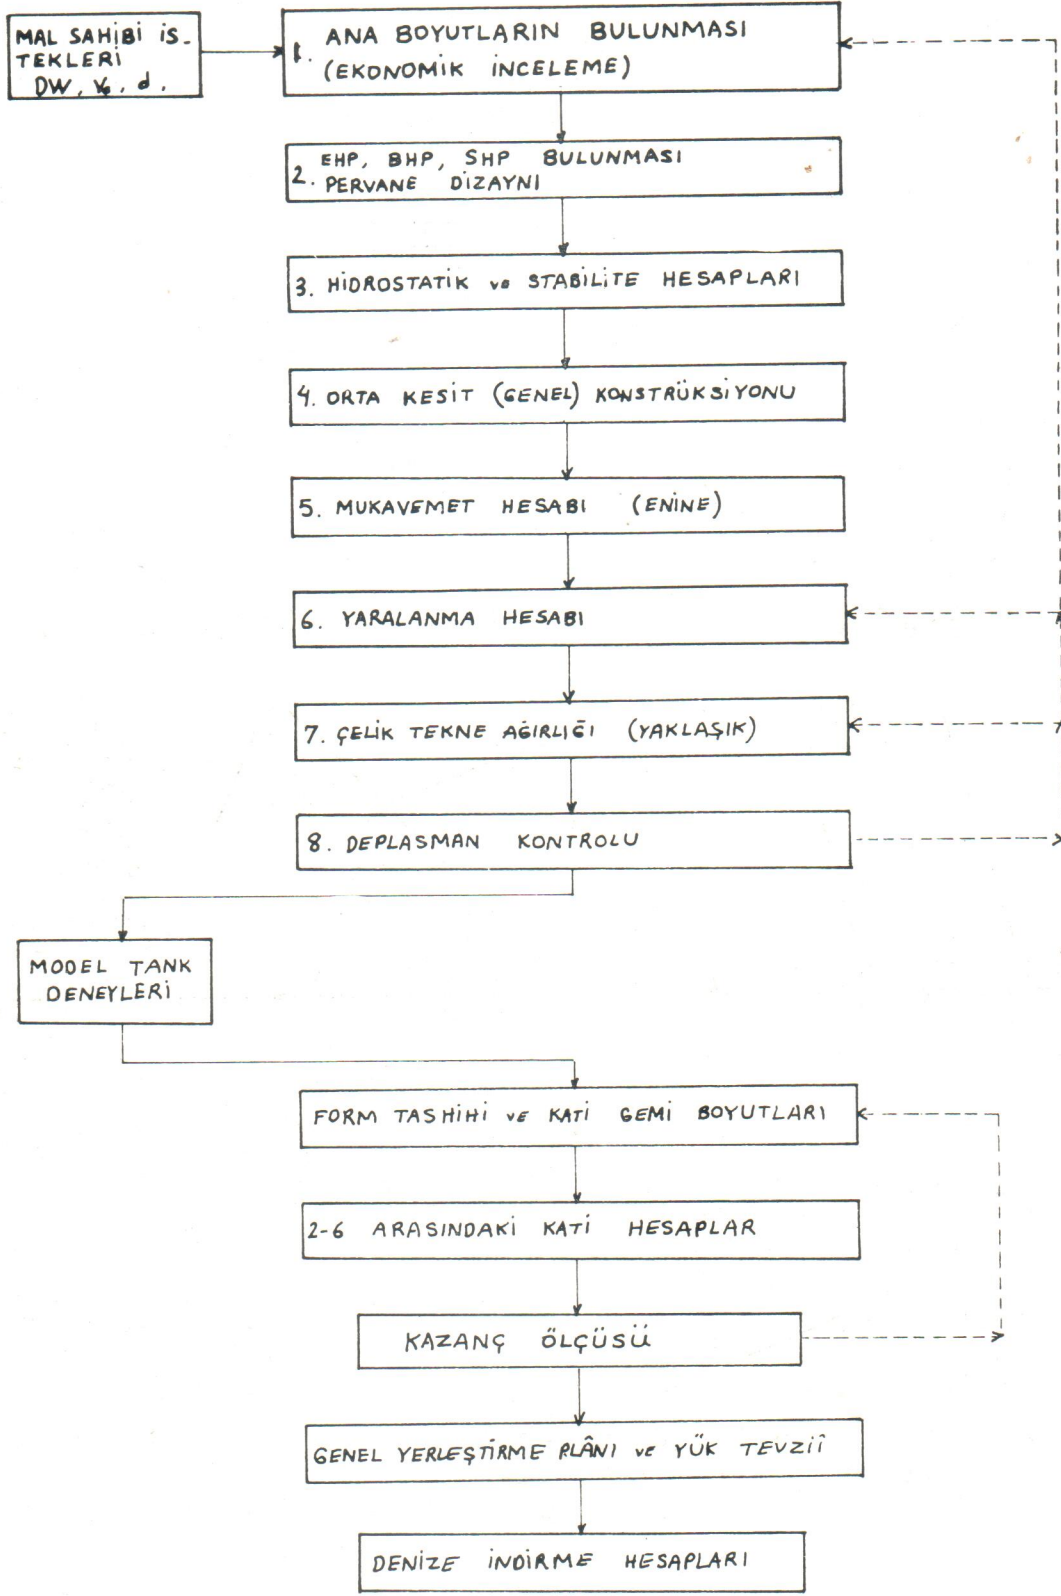 MAL SAHİBİ İS-
TEKLERİ
DW, V₀, d.
1. ANA BOYUTLARIN BULUNMASI
(EKONOMİK İNCELEME)
EHP, BHP, SHP BULUNMASI
2. PERVANE DİZAYNI
3. HİDROSTATİK ve STABİLİTE HESAPLARI
4. ORTA KESİT (GENEL) KONSTRÜKSİYONU
5. MUKAVEMET HESABI (ENİNE)
6. YARALANMA HESABI
7. ÇELİK TEKNE AĞIRLIĞI (YAKLAŞIK)
8. DEPLASMAN KONTROLU
MODEL TANK
DENEYLERİ
FORM TASHİHİ ve KATİ GEMİ BOYUTLARI
2-6 ARASINDAKİ KATİ HESAPLAR
KAZANÇ ÖLÇÜSÜ
GENEL YERLEŞTİRME PLÂNI ve YÜK TEVZİİ
DENİZE İNDİRME HESAPLARI